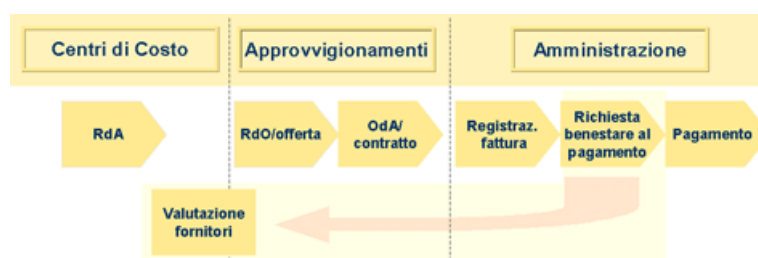 Centri di Costo
Approvvigionamenti
Amministrazione
RdA
RdO/offerta
OdA/
contratto
Registraz.
fattura
Richiesta
benestare al
pagamento
Pagamento
Valutazione
fornitori